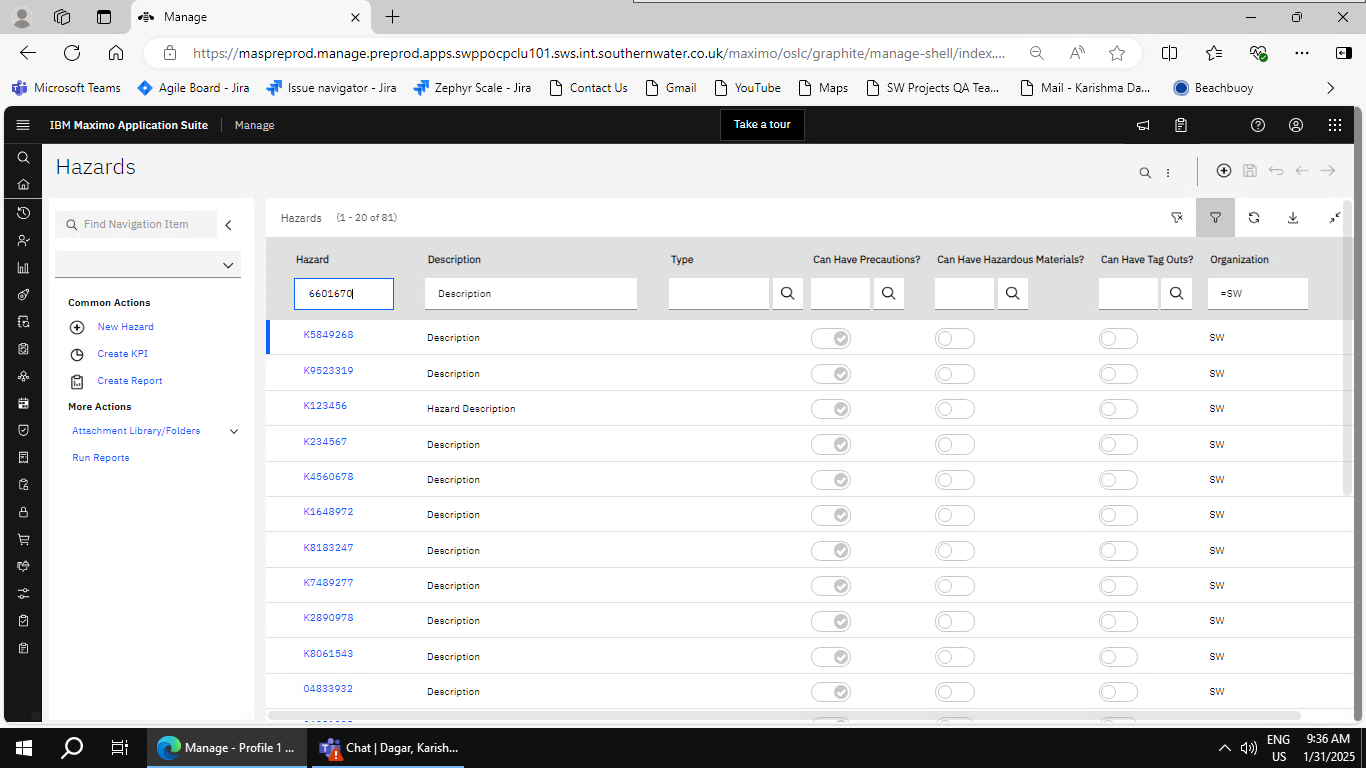 Manage
https://maspreprod.manage.preprod.apps.swppocpclu101.sws.int.southernwater.co.uk/maximo/oslc/graphite/manage-shell/index....
Microsoft Teams Agile Board - Jira Issue navigator - Jira Zephyr Scale - Jira Contact Us Gmail YouTube Maps SW Projects QA Tea... Mail - Karishma Da... Beachbuoy
IBM Maximo Application Suite Manage Take a tour
Hazards
Find Navigation Item
Common Actions
New Hazard
Create KPI
Create Report
More Actions
Attachment Library/Folders
Run Reports
Hazards (1 - 20 of 81)
Hazard Description Type Can Have Precautions? Can Have Hazardous Materials? Can Have Tag Outs? Organization
6601670 Description =SW
K5849268 Description SW
K9523319 Description SW
K123456 Hazard Description SW
K234567 Description SW
K4560678 Description SW
K1648972 Description SW
K8183247 Description SW
K7489277 Description SW
K2890978 Description SW
K8061543 Description SW
04833932 Description SW
Manage - Profile 1 ... Chat | Dagar, Karish... ENG US 9:36 AM 1/31/2025